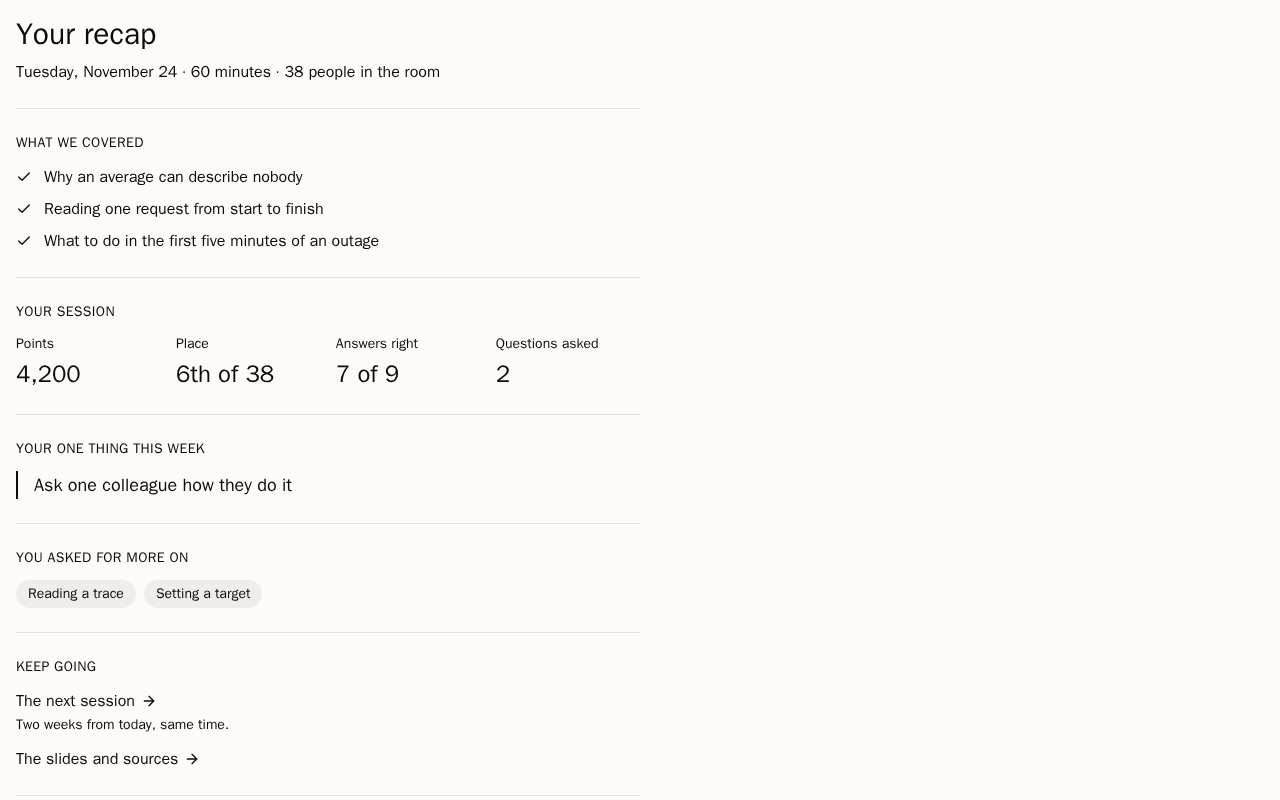 Your recap
Tuesday, November 24 · 60 minutes · 38 people in the room
WHAT WE COVERED
Why an average can describe nobody
Reading one request from start to finish
What to do in the first five minutes of an outage
YOUR SESSION
Points Place Answers right Questions asked
4,200 6th of 38 7 of 9 2
YOUR ONE THING THIS WEEK
Ask one colleague how they do it
YOU ASKED FOR MORE ON
Reading a trace Setting a target
KEEP GOING
The next session →
Two weeks from today, same time.
The slides and sources →